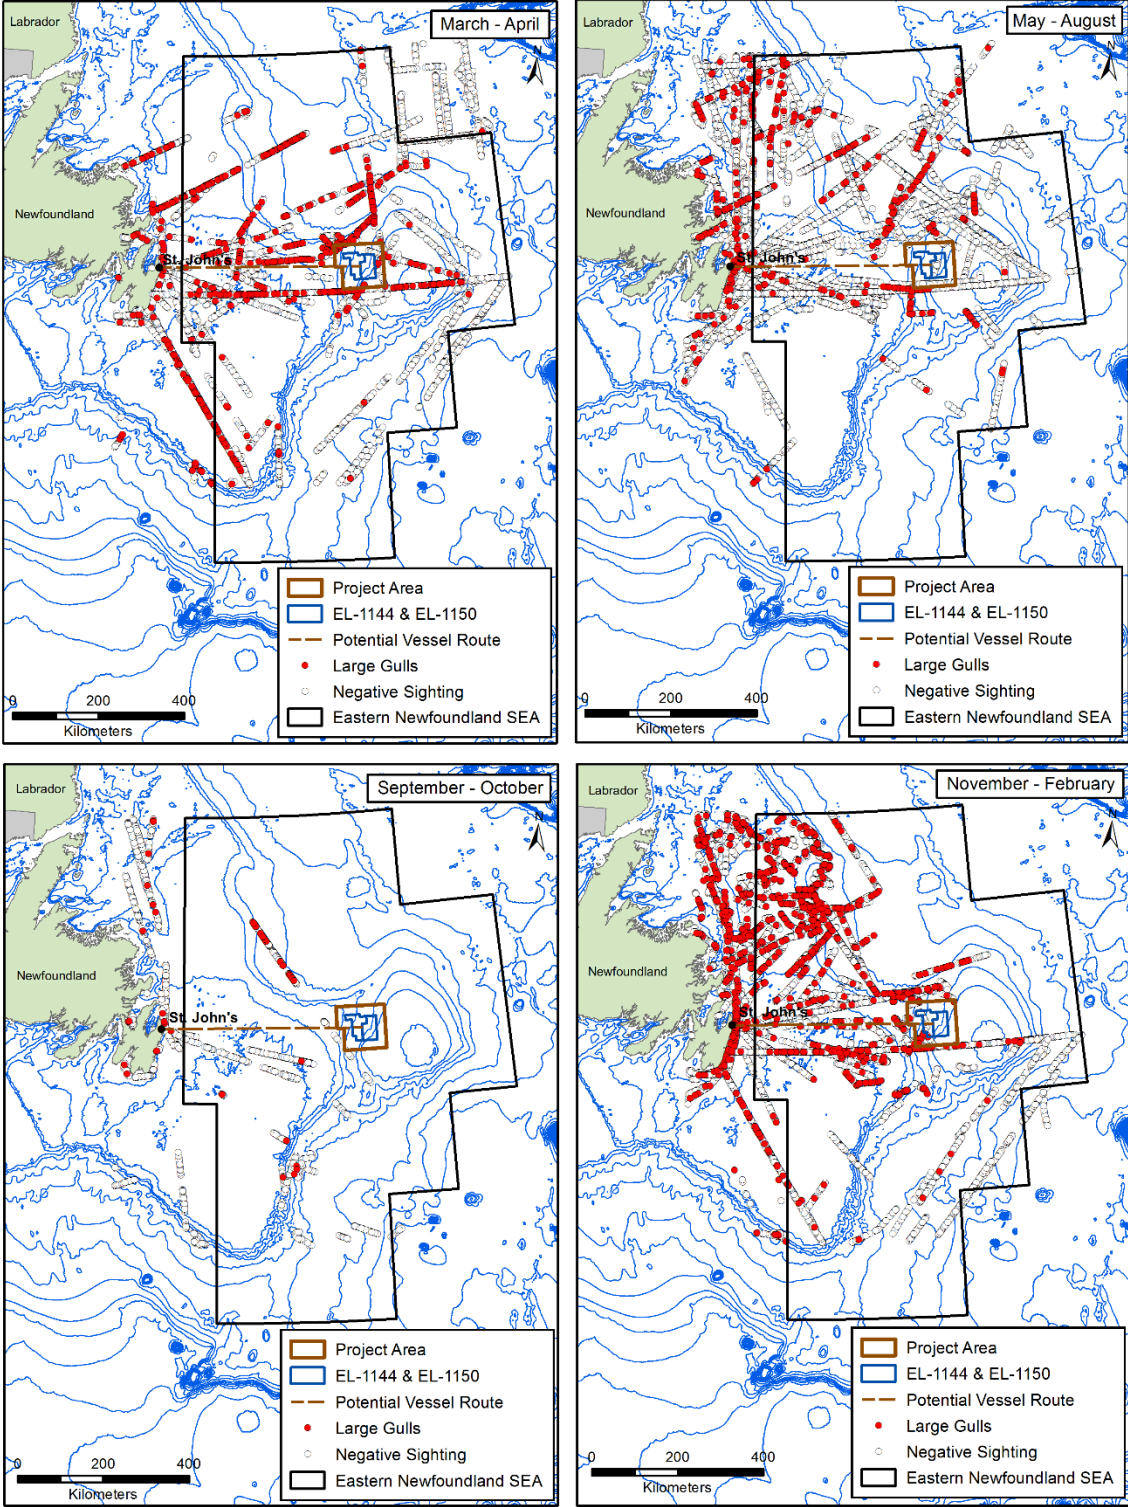 Labrador
March - April
N
Newfoundland
St. John's
Project Area
EL-1144 & EL-1150
Potential Vessel Route
Large Gulls
Negative Sighting
Eastern Newfoundland SEA
0 200 400
Kilometers
Labrador
May - August
N
Newfoundland
St. John's
Project Area
EL-1144 & EL-1150
Potential Vessel Route
Large Gulls
Negative Sighting
Eastern Newfoundland SEA
0 200 400
Kilometers
Labrador
September - October
N
Newfoundland
St. John's
Project Area
EL-1144 & EL-1150
Potential Vessel Route
Large Gulls
Negative Sighting
Eastern Newfoundland SEA
0 200 400
Kilometers
Labrador
November - February
N
Newfoundland
St. John's
Project Area
EL-1144 & EL-1150
Potential Vessel Route
Large Gulls
Negative Sighting
Eastern Newfoundland SEA
0 200 400
Kilometers